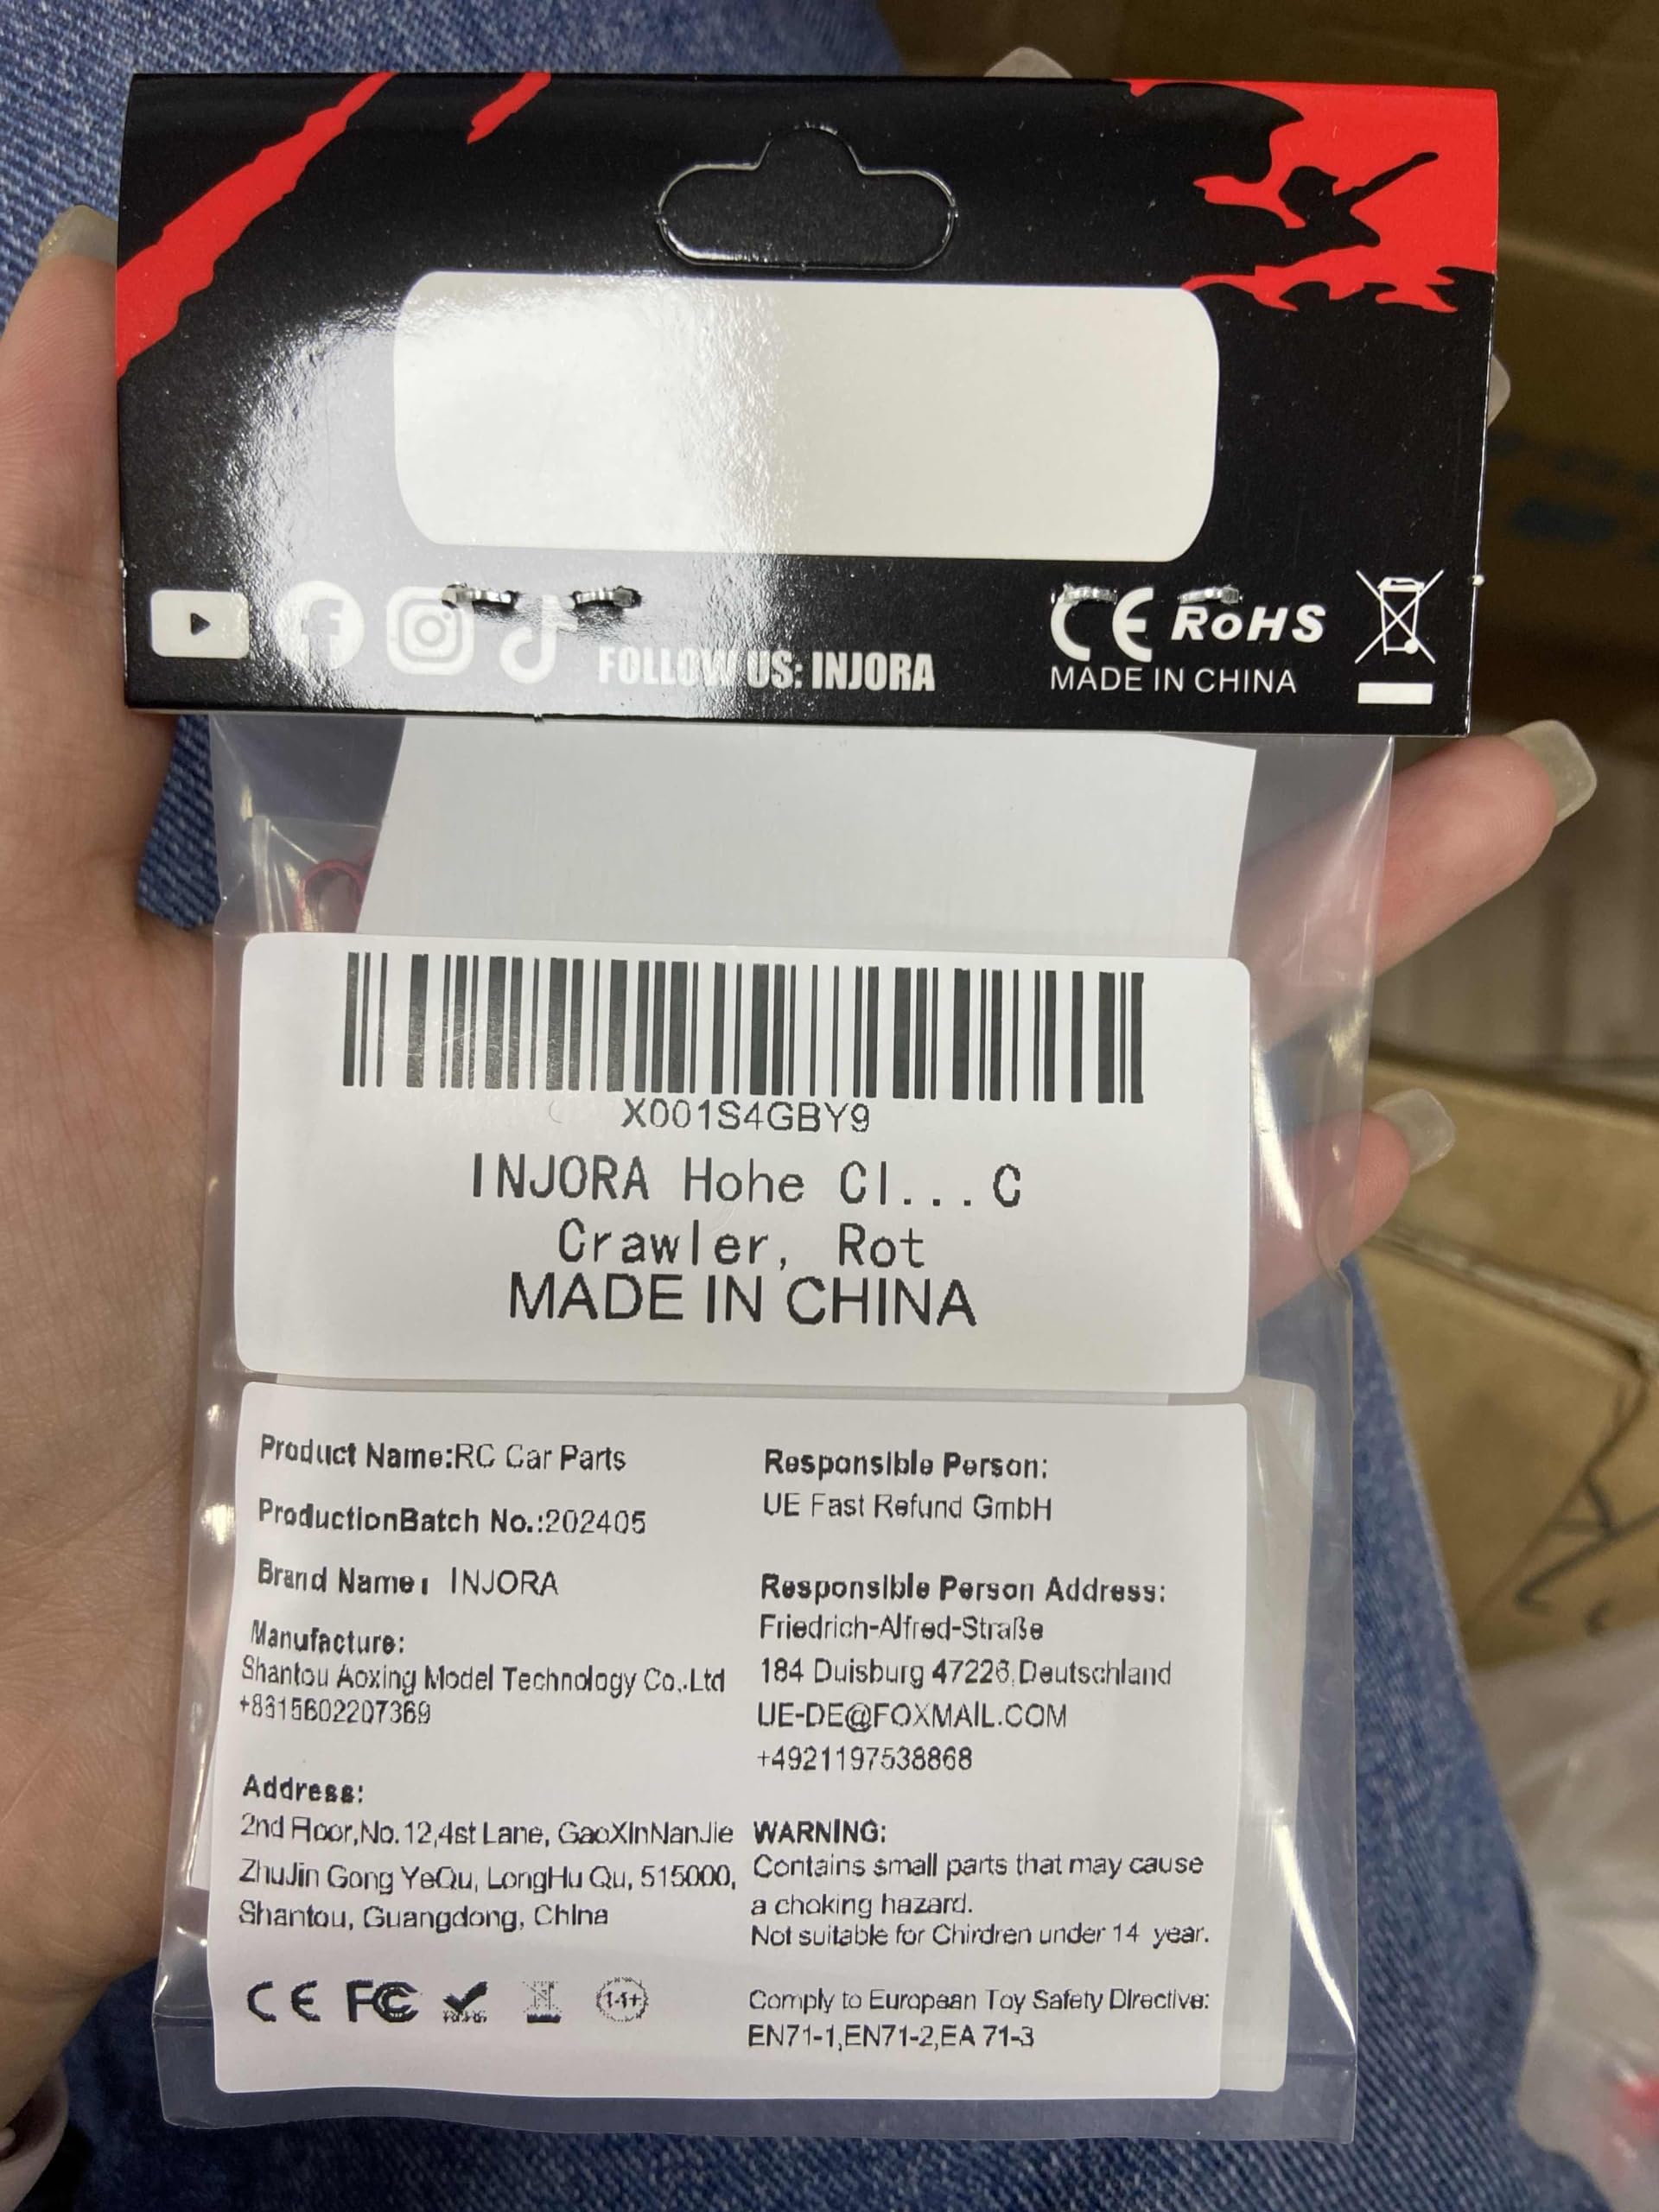 FOLLOW US: INJORA
CE RoHS
MADE IN CHINA
X001S4GBY9
INJORA Hohe Cl...C
Crawler, Rot
MADE IN CHINA
Product Name:RC Car Parts
ProductionBatch No.:202405
Brand Name: INJORA
Manufacture:
Shantou Aoxing Model Technology Co,.Ltd
+8615602207369
Address:
2nd Floor,No.12,4st Lane, GaoXinNanJie
ZhuJin Gong YeQu, LongHu Qu, 515000,
Shantou, Guangdong, China
CE FC
14+
Responsible Person:
UE Fast Refund GmbH
Responsible Person Address:
Friedrich-Alfred-Straße
184 Duisburg 47226,Deutschland
UE-DE@FOXMAIL.COM
+4921197538868
WARNING:
Contains small parts that may cause
a choking hazard.
Not suitable for Chirdren under 14 year.
Comply to European Toy Safety Directive:
EN71-1,EN71-2,EA 71-3